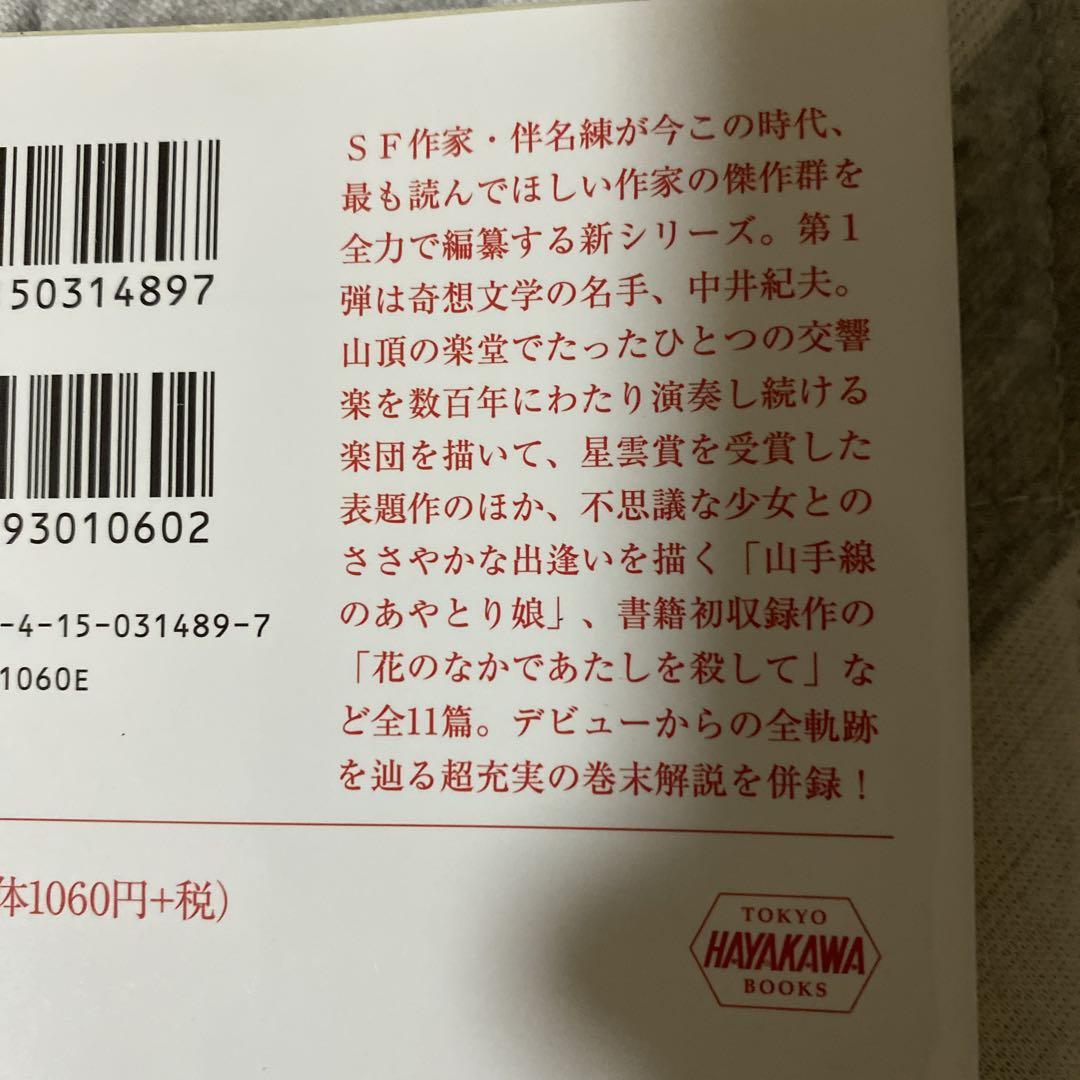 50314897
93010602
-4-15-031489-7
1060E
ＳＦ作家・伴名練が今この時代、
最も読んでほしい作家の傑作群を
全力で編纂する新シリーズ。第１
弾は奇想文学の名手、中井紀夫。
山頂の楽堂でたったひとつの交響
楽を数百年にわたり演奏し続ける
楽団を描いて、星雲賞を受賞した
表題作のほか、不思議な少女との
ささやかな出逢いを描く「山手線
のあやとり娘」、書籍初収録作の
「花のなかであたしを殺して」な
ど全11篇。デビューからの全軌跡
を辿る超充実の巻末解説を併録！
体1060円+税)
TOKYO
HAYAKAWA
BOOKS